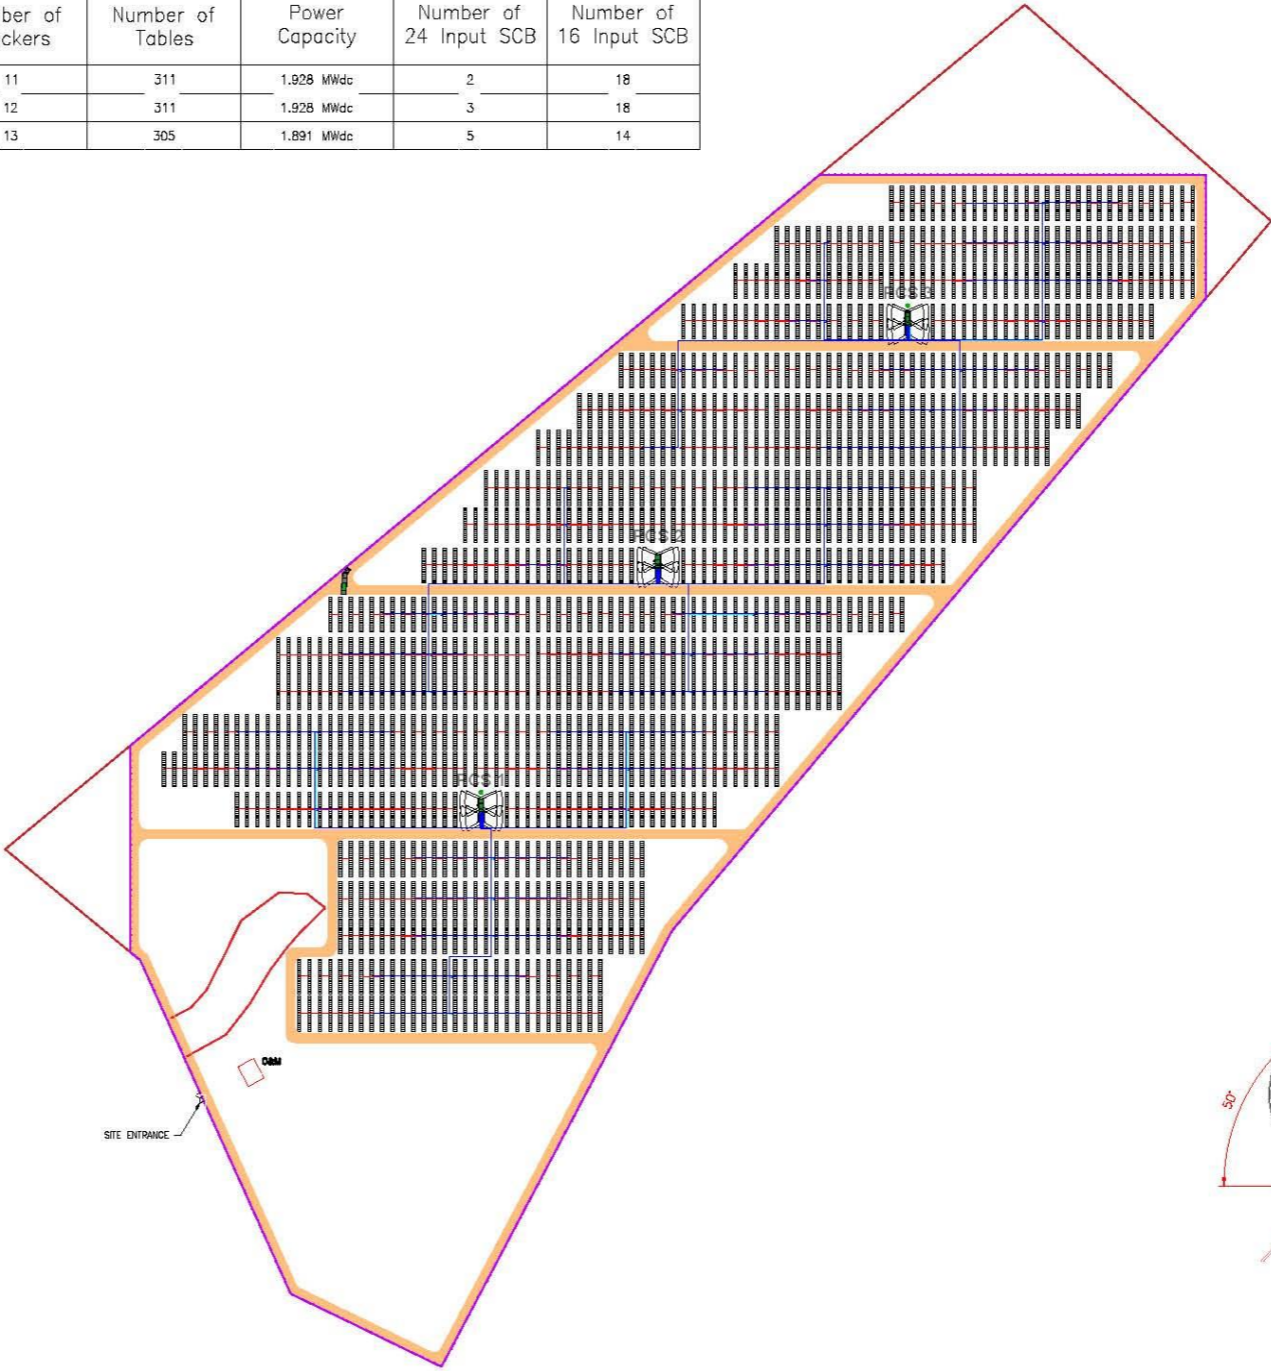 ber of Number of Power Number of Number of
ckers Tables Capacity 24 Input SCB 16 Input SCB
11 311 1.928 MWdc 2 18
12 311 1.928 MWdc 3 18
13 305 1.891 MWdc 5 14
PCS 3
PCS 2
PCS 1
O&M
SITE ENTRANCE
50°